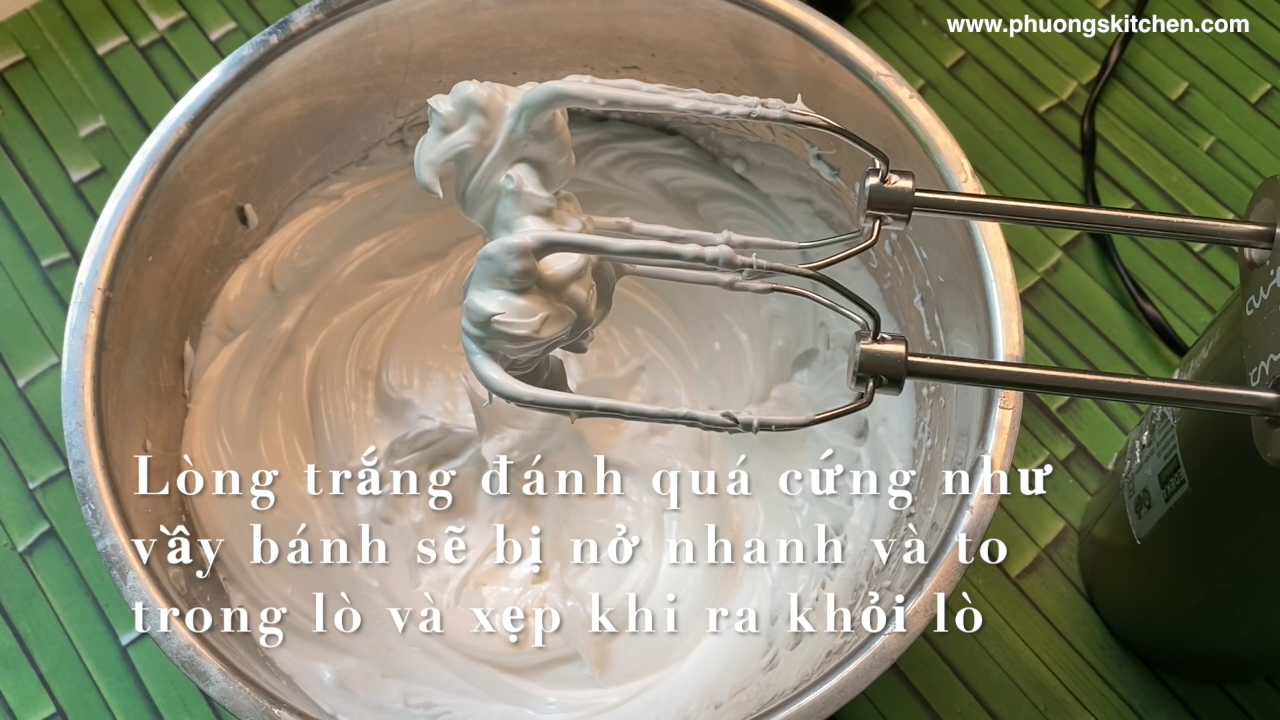 www.phuongskitchen.com
Lòng trắng đánh quá cứng như
vầy bánh sẽ bị nở nhanh và to
trong lò và xẹp khi ra khỏi lò